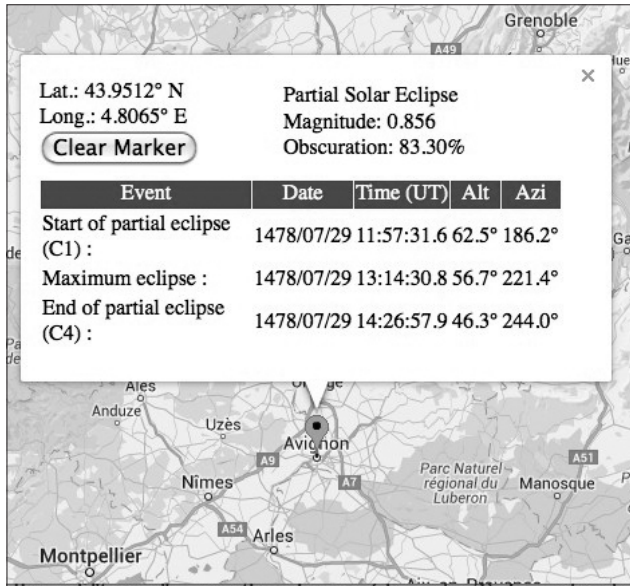 Grenoble
A49
Lat.: 43.9512° N
Long.: 4.8065° E
Clear Marker
Partial Solar Eclipse
Magnitude: 0.856
Obscuration: 83.30%
×
Event Date Time (UT) Alt Azi
Start of partial eclipse
(C1) : 1478/07/29 11:57:31.6 62.5° 186.2°
Maximum eclipse : 1478/07/29 13:14:30.8 56.7° 221.4°
End of partial eclipse
(C4) : 1478/07/29 14:26:57.9 46.3° 244.0°
Ales
Anduze
Uzès
Avignon
A9
A7
A51
Nîmes
Parc Naturel
régional du
Luberon
Manosque
A54
Arles
Montpellier